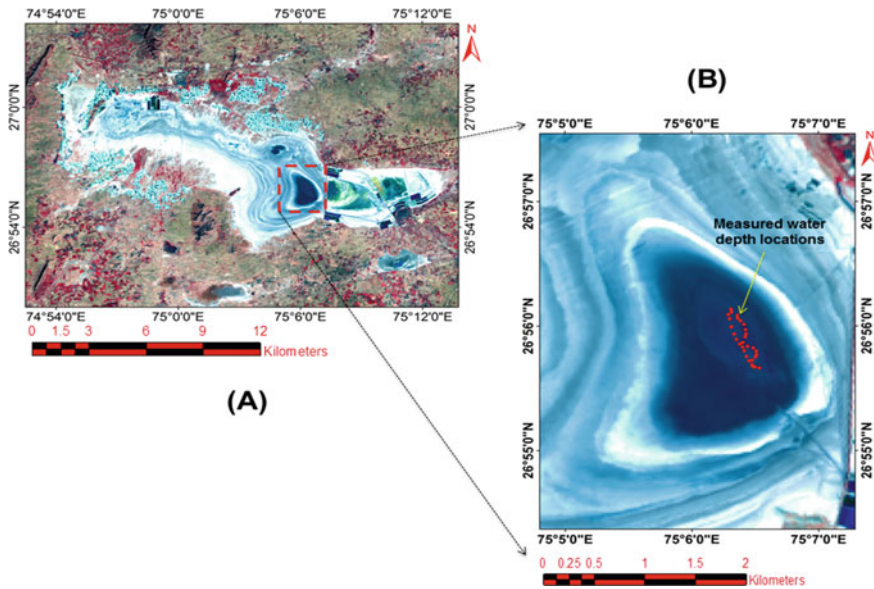 74°54'0"E 75°0'0"E 75°6'0"E 75°12'0"E
N
27°0'0"N
26°54'0"N
27°0'0"N
26°54'0"N
74°54'0"E 75°0'0"E 75°6'0"E 75°12'0"E
0 1.5 3 6 9 12
Kilometers
(A)
(B)
75°5'0"E 75°6'0"E 75°7'0"E
N
26°57'0"N
26°56'0"N
26°55'0"N
Measured water
depth locations
26°57'0"N
26°56'0"N
26°55'0"N
75°5'0"E 75°6'0"E 75°7'0"E
0 0.25 0.5 1 1.5 2
Kilometers